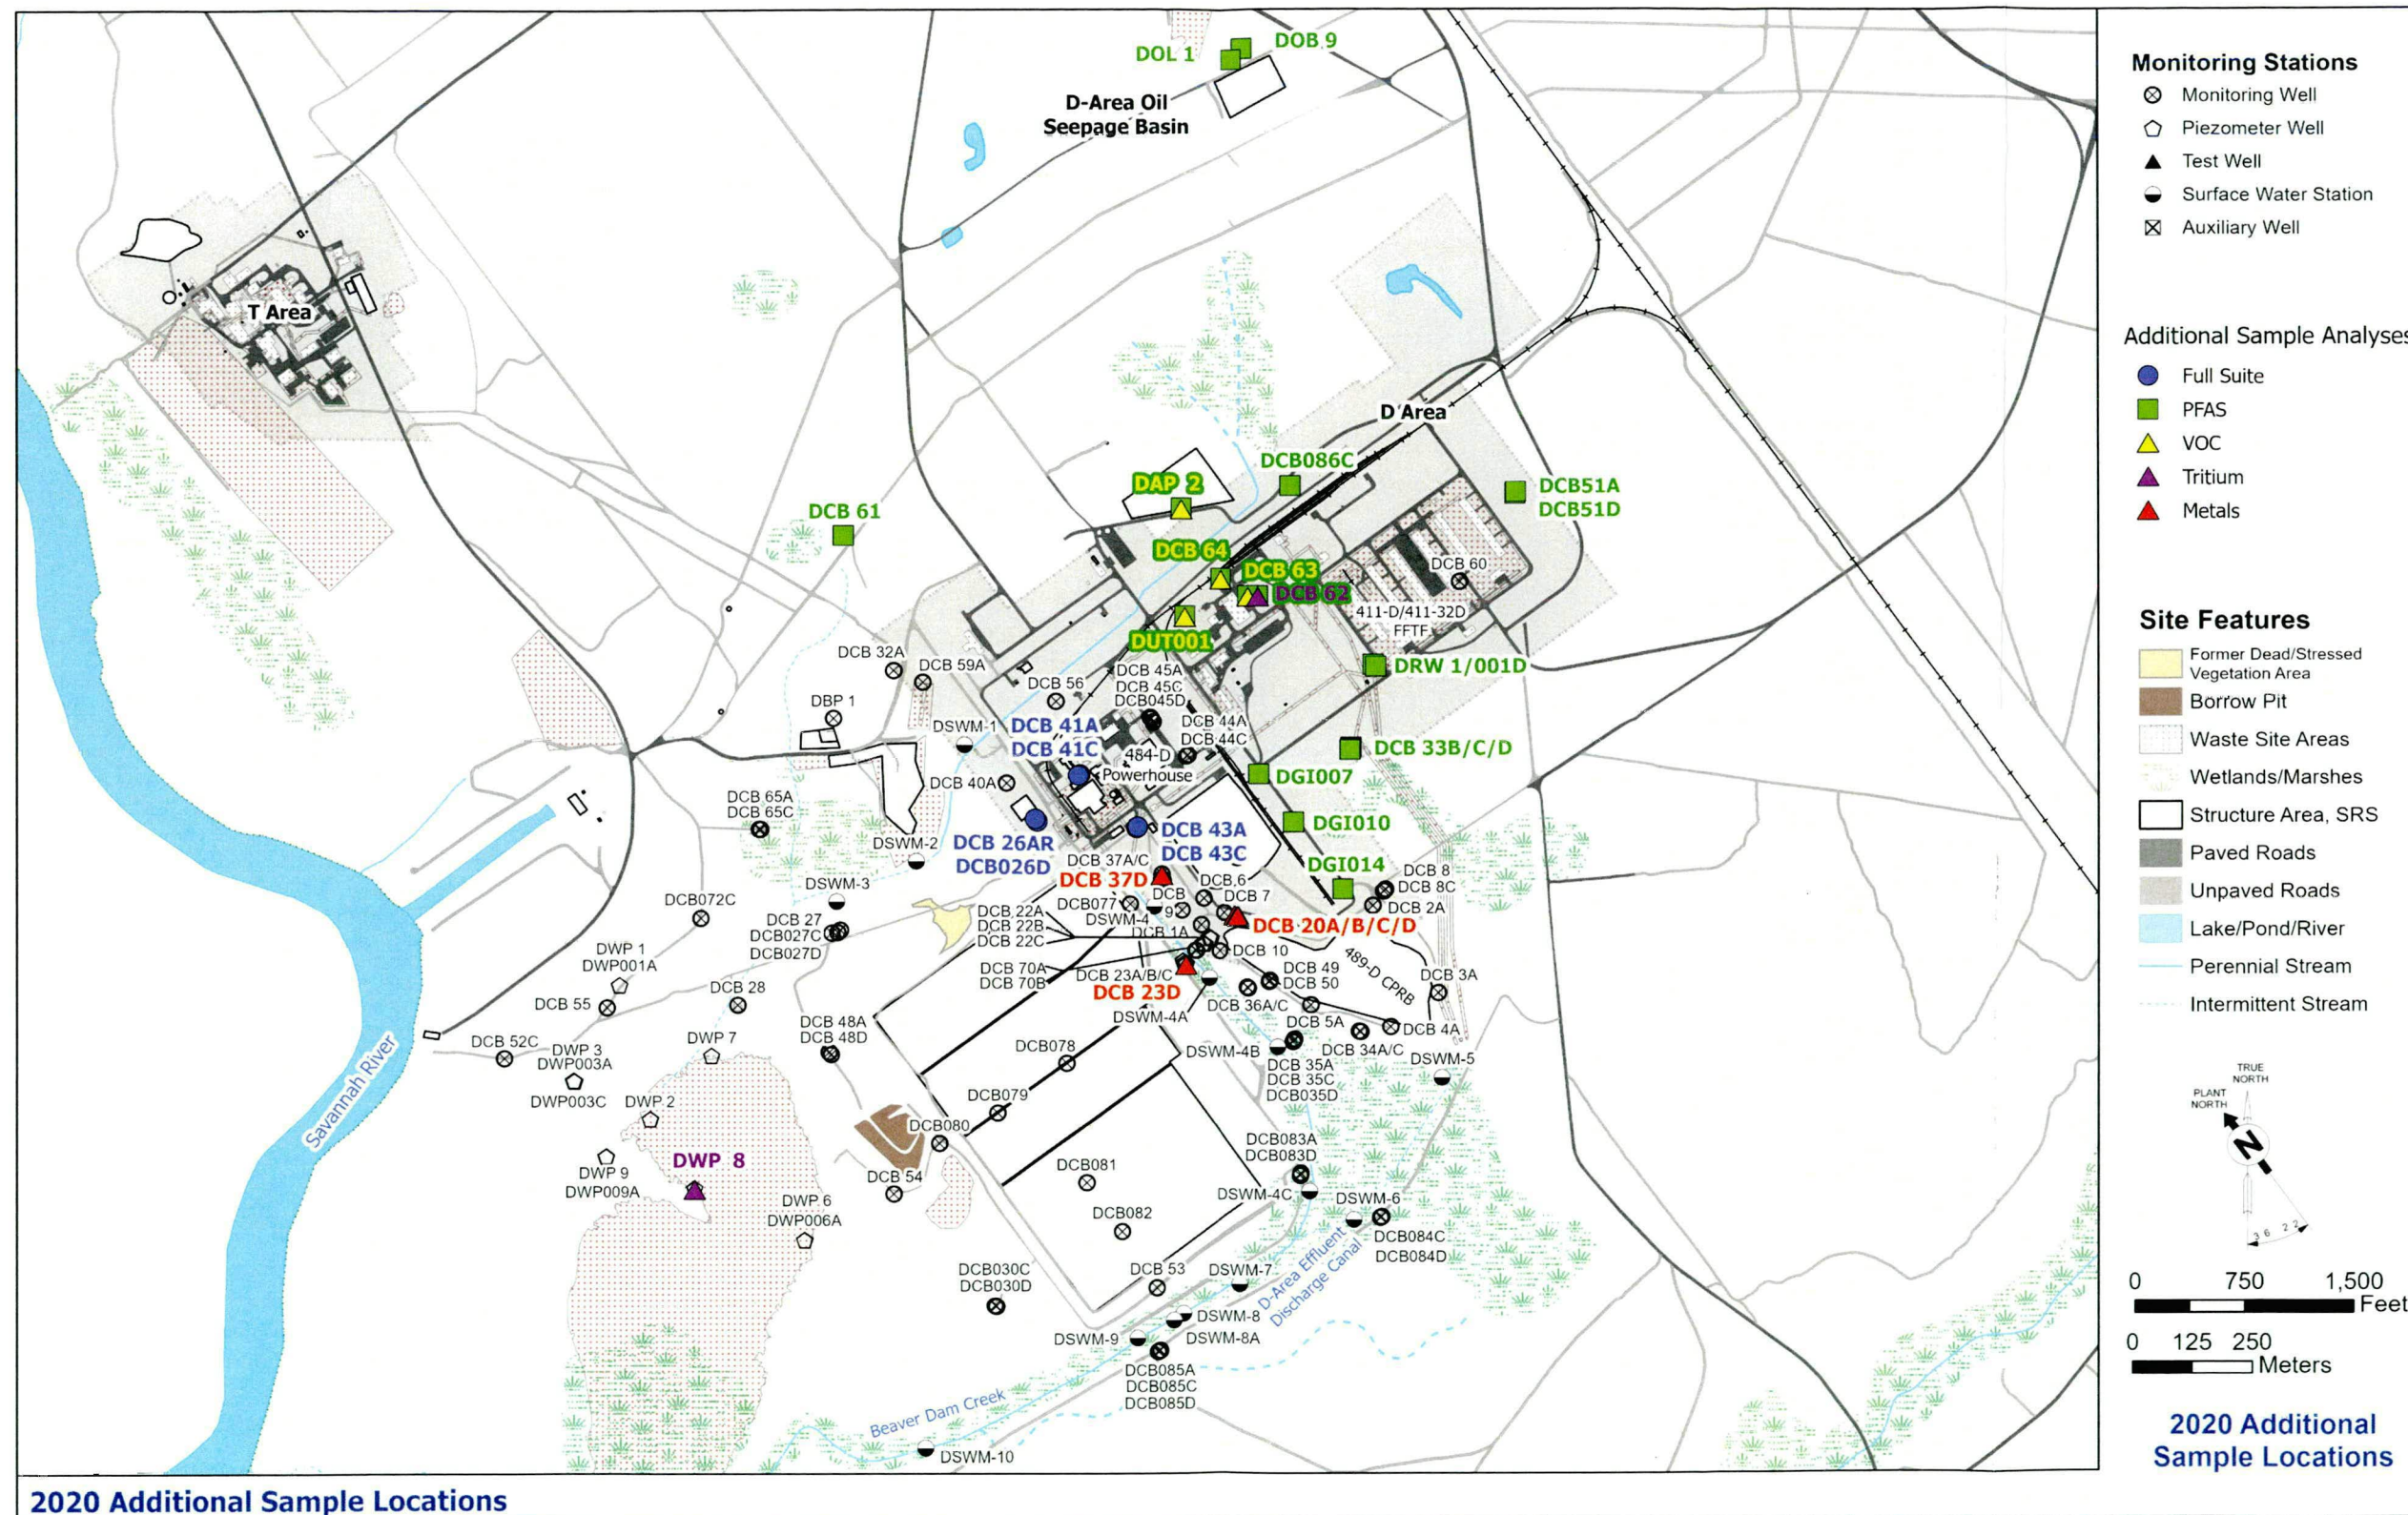 DOL 1
DOB 9
D-Area Oil
Seepage Basin
T Area
D Area
DCB086C
DAP 2
DCB51A
DCB51D
DCB 61
DCB 64
DCB 63
DCB 62
DCB 60
411-D/411-32D
FFTF
DUT001
DRW 1/001D
DCB 32A
DCB 59A
DCB 45A
DCB 45C
DCB045D
DCB 56
DBP 1
DSWM-1
DCB 41A
DCB 41C
DCB 44A
DCB 44C
484-D
Powerhouse
DCB 33B/C/D
DGI007
DCB 40A
DCB 65A
DCB 65C
DGI010
DSWM-2
DCB 26AR
DCB026D
DCB 43A
DCB 43C
DCB 37A/C
DCB 37D
DGI014
DCB 8
DCB 8C
DCB 2A
DCB 6
DCB 7
DSWM-3
DCB072C
DCB077
DCB
9
DSWM-4
DCB 1A
DCB 22A
DCB 22B
DCB 22C
DCB 20A/B/C/D
DCB 27
DCB027C
DCB027D
DCB 10
DWP 1
DWP001A
DCB 70A
DCB 70B
DCB 23A/B/C
DCB 23D
DCB 49
DCB 50
489-D CPRB
DCB 3A
DCB 28
DCB 55
DCB 36A/C
DSWM-4A
DCB 48A
DCB 48D
DCB 5A
DCB 4A
DCB 52C
DWP 3
DWP003A
DWP003C
DWP 7
DCB078
DSWM-4B
DCB 34A/C
DSWM-5
DCB 35A
DCB 35C
DCB035D
Savannah River
DCB079
DWP 2
DCB080
DCB083A
DCB083D
DWP 8
DWP 9
DWP009A
DCB081
DCB 54
DSWM-4C
DSWM-6
DWP 6
DWP006A
DCB082
DCB084C
DCB084D
D-Area Effluent
Discharge Canal
DCB030C
DCB030D
DCB 53
DSWM-7
DSWM-8
DSWM-8A
DSWM-9
DCB085A
DCB085C
DCB085D
Beaver Dam Creek
DSWM-10
Monitoring Stations
Monitoring Well
Piezometer Well
Test Well
Surface Water Station
Auxiliary Well
Additional Sample Analyses
Full Suite
PFAS
VOC
Tritium
Metals
Site Features
Former Dead/Stressed
Vegetation Area
Borrow Pit
Waste Site Areas
Wetlands/Marshes
Structure Area, SRS
Paved Roads
Unpaved Roads
Lake/Pond/River
Perennial Stream
Intermittent Stream
TRUE
NORTH
PLANT
NORTH
N
36 22
0 750 1,500
Feet
0 125 250
Meters
2020 Additional
Sample Locations
2020 Additional Sample Locations